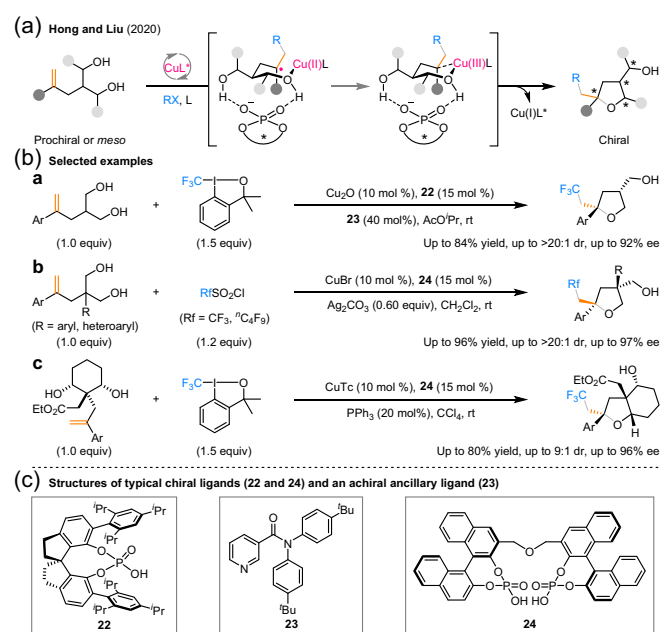 (a) Hong and Liu (2020)
OH
OH
Prochiral or meso
CuL*
RX, L
R
Cu(II)L
O
O
H
H
O⁻
O
P
O
O
*
R
Cu(III)L
O
O
H
H
O⁻
O
P
O
O
*
Cu(I)L*
R
OH
*
*
*
*
O
Chiral
(b) Selected examples
a
Ar
OH
OH
(1.0 equiv)
+
F₃C
I
O
(1.5 equiv)
Cu₂O (10 mol %), 22 (15 mol %)
23 (40 mol%), AcOⁱPr, rt
F₃C
Ar
O
OH
Up to 84% yield, up to >20:1 dr, up to 92% ee
b
Ar
R
OH
OH
(R = aryl, heteroaryl)
(1.0 equiv)
+
RfSO₂Cl
(Rf = CF₃, ⁿC₄F₉)
(1.2 equiv)
CuBr (10 mol %), 24 (15 mol %)
Ag₂CO₃ (0.60 equiv), CH₂Cl₂, rt
Rf
Ar
O
R
OH
Up to 96% yield, up to >20:1 dr, up to 97% ee
c
HO
OH
EtO₂C
Ar
(1.0 equiv)
+
F₃C
I
O
(1.5 equiv)
CuTc (10 mol %), 24 (15 mol %)
PPh₃ (20 mol%), CCl₄, rt
EtO₂C
OH
F₃C
Ar
O
H
Up to 80% yield, up to 9:1 dr, up to 96% ee
(c) Structures of typical chiral ligands (22 and 24) and an achiral ancillary ligand (23)
ⁱPr
ⁱPr
ⁱPr
O
O
P
O
OH
ⁱPr
ⁱPr
ⁱPr
22
O
N
N
ᵗBu
ᵗBu
23
O
O
O
P=O
OH
O=P
HO
O
O
24